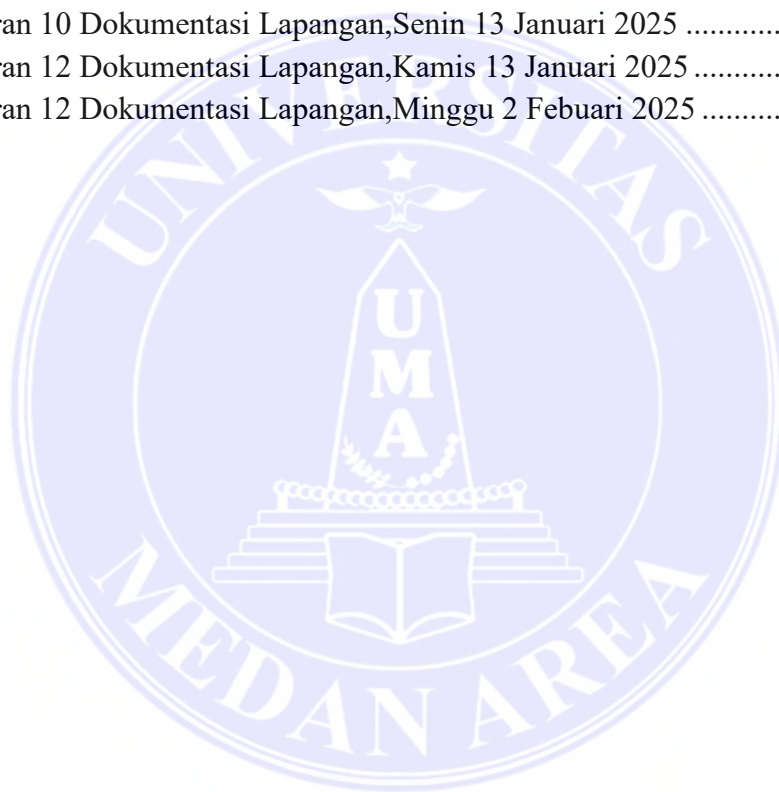 ran 10 Dokumentasi Lapangan,Senin 13 Januari 2025 ............
ran 12 Dokumentasi Lapangan,Kamis 13 Januari 2025 ...........
ran 12 Dokumentasi Lapangan,Minggu 2 Febuari 2025 ..........
UNIVERSITAS
U
M
A
MEDAN AREA